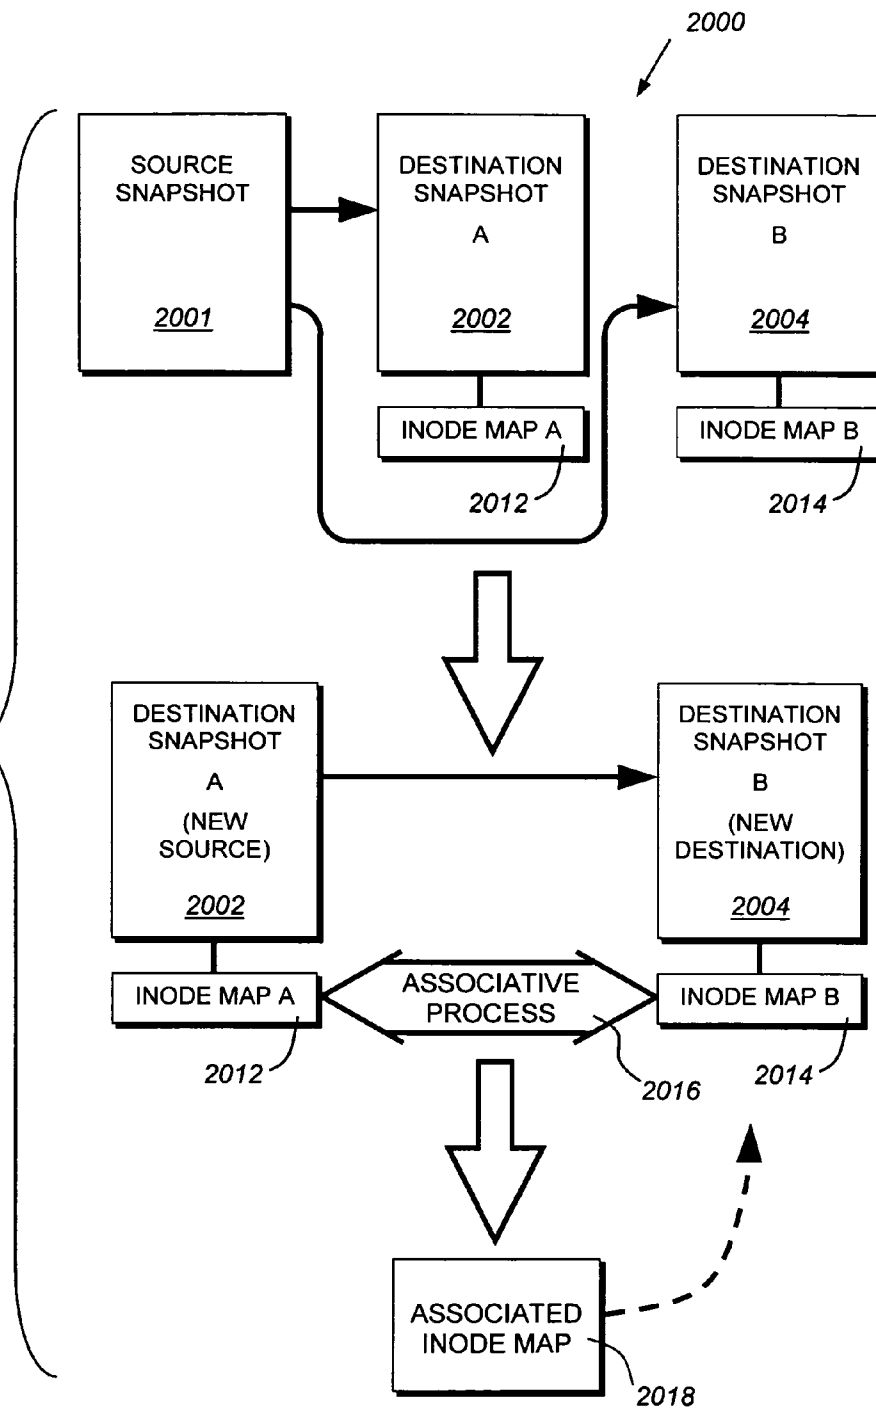 2000
SOURCE
SNAPSHOT
2001
DESTINATION
SNAPSHOT
A
2002
DESTINATION
SNAPSHOT
B
2004
INODE MAP A
2012
INODE MAP B
2014
DESTINATION
SNAPSHOT
A
(NEW
SOURCE)
2002
DESTINATION
SNAPSHOT
B
(NEW
DESTINATION)
2004
INODE MAP A
2012
ASSOCIATIVE
PROCESS
2016
INODE MAP B
2014
ASSOCIATED
INODE MAP
2018